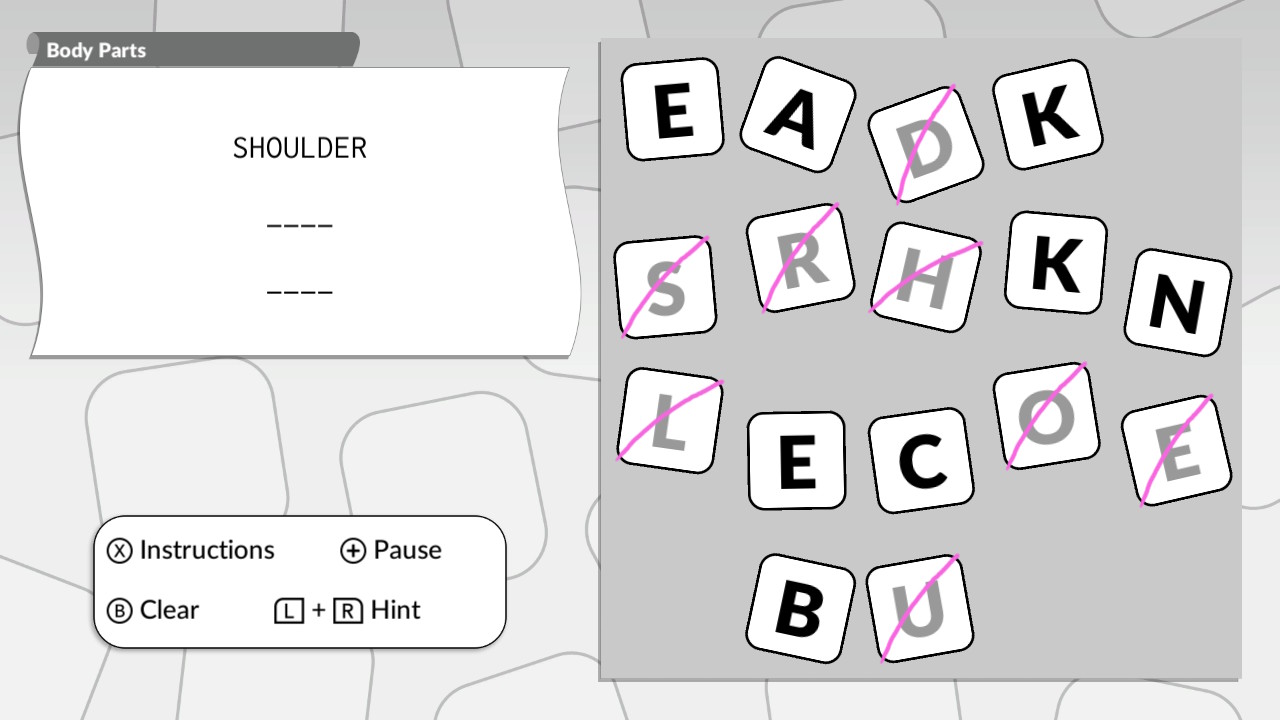 Body Parts
SHOULDER
____
____
E A D K
S R H K N
L E C O E
B U
X Instructions + Pause
B Clear L + R Hint